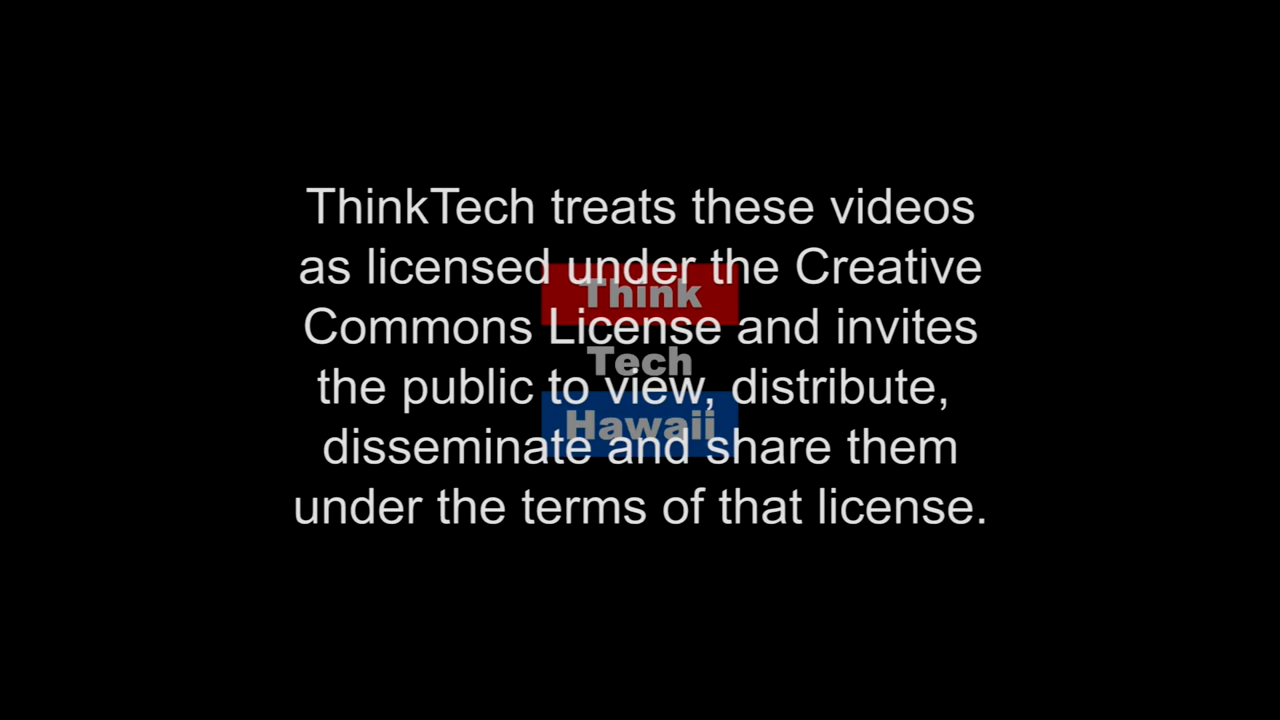 ThinkTech treats these videos
as licensed under the Creative
Think
Commons License and invites
Tech
the public to view, distribute,
Hawaii
disseminate and share them
under the terms of that license.